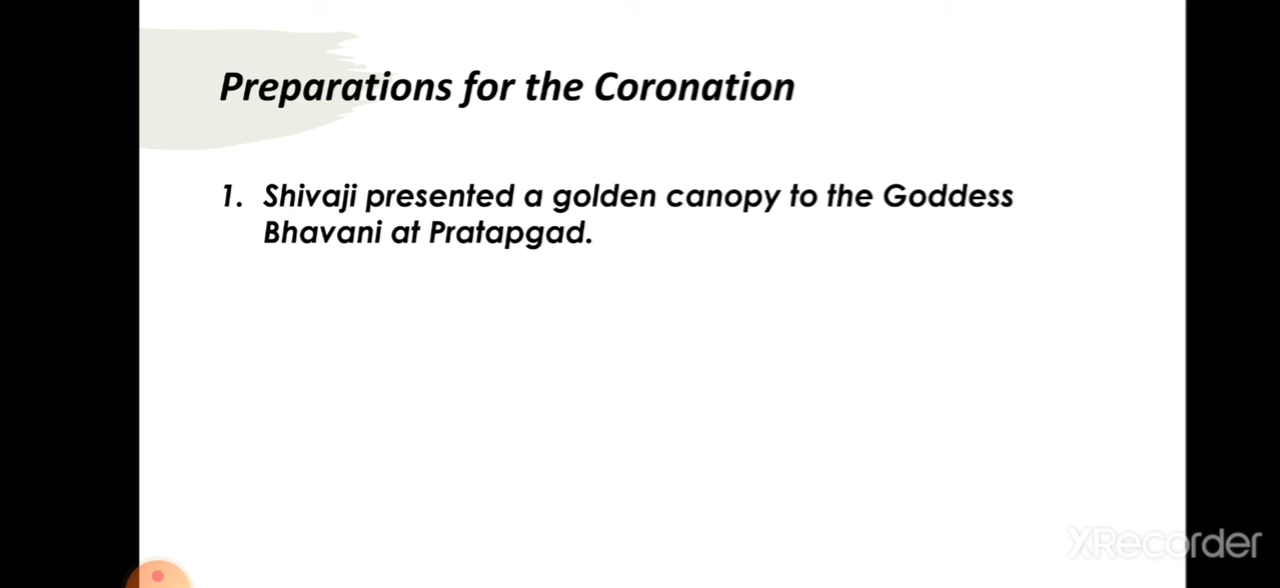 Preparations for the Coronation
1. Shivaji presented a golden canopy to the Goddess
Bhavani at Pratapgad.
XRecorder